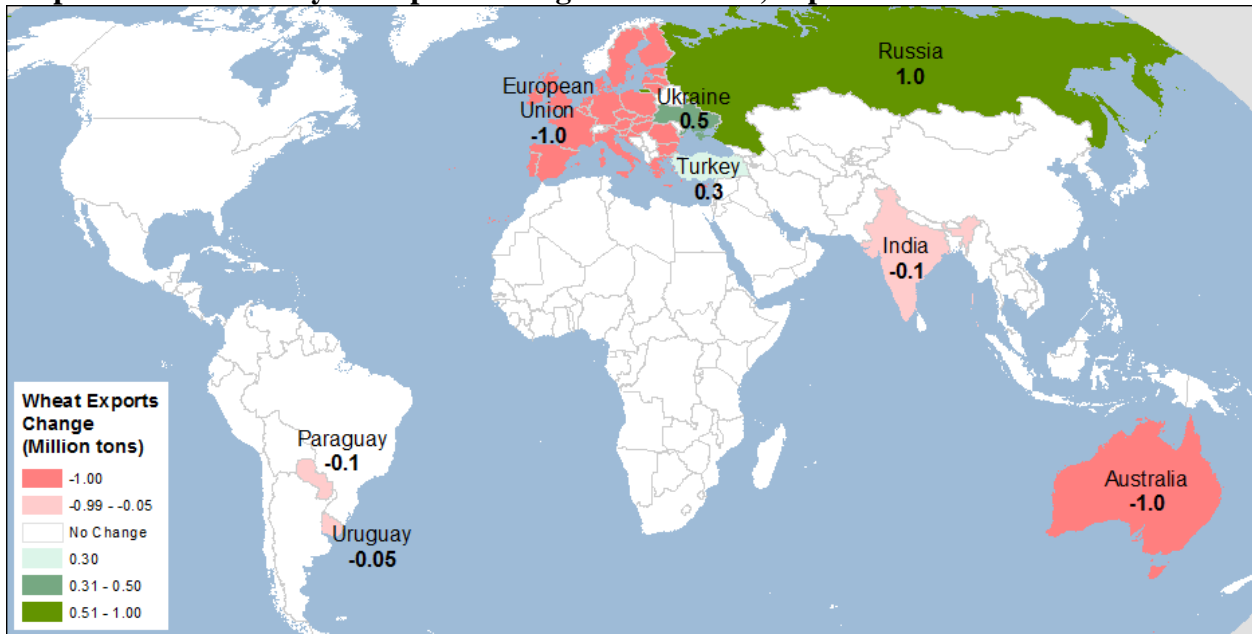 Russia
1.0
European
Union
-1.0
Ukraine
0.5
Turkey
0.3
India
-0.1
Wheat Exports
Change
(Million tons)
-1.00
-0.99 - -0.05
No Change
0.30
0.31 - 0.50
0.51 - 1.00
Paraguay
-0.1
Uruguay
-0.05
Australia
-1.0